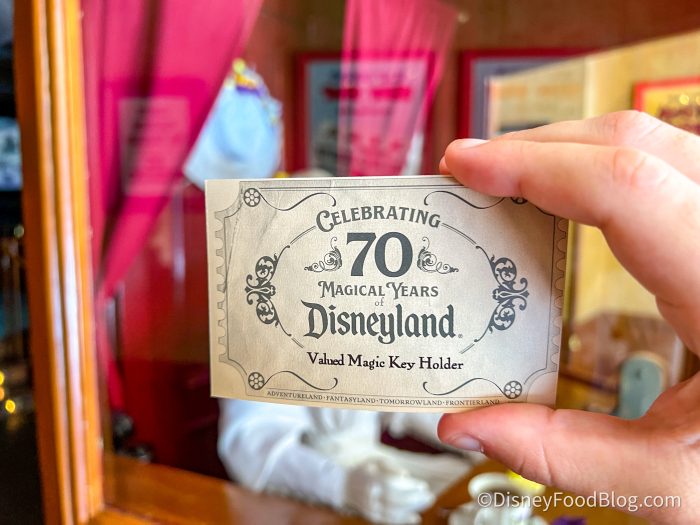 CELEBRATING
70
MAGICAL YEARS
of
Disneyland®
Valued Magic Key Holder
ADVENTURELAND · FANTASYLAND · TOMORROWLAND · FRONTIERLAND
©DisneyFoodBlog.com